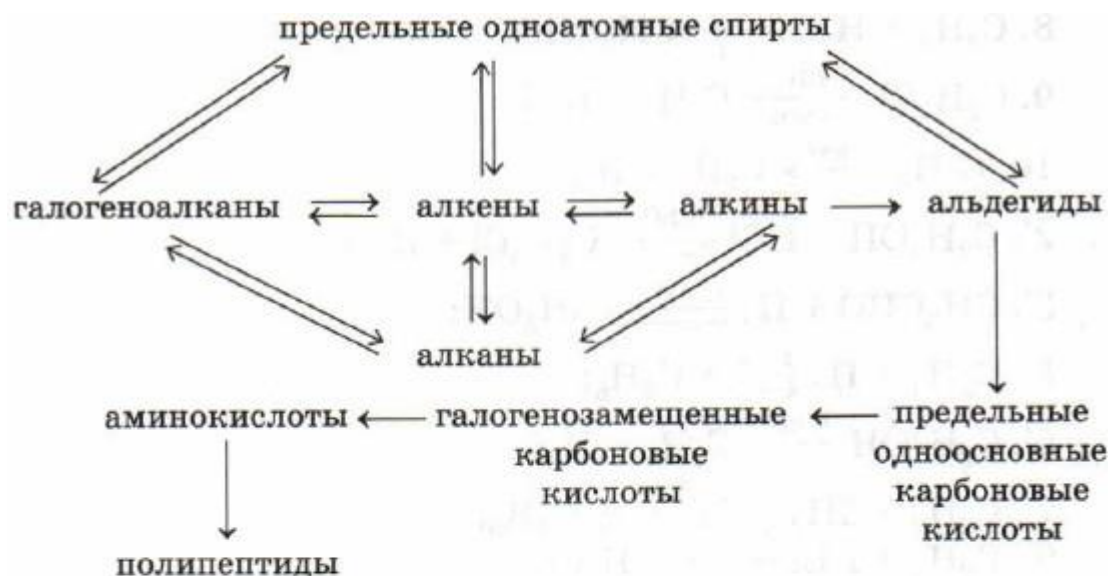 предельные одноатомные спирты
галогеноалканы алкены алкины альдегиды
алканы
аминокислоты галогенозамещенные предельные
карбоновые одноосновные
кислоты карбоновые
кислоты
полипептиды